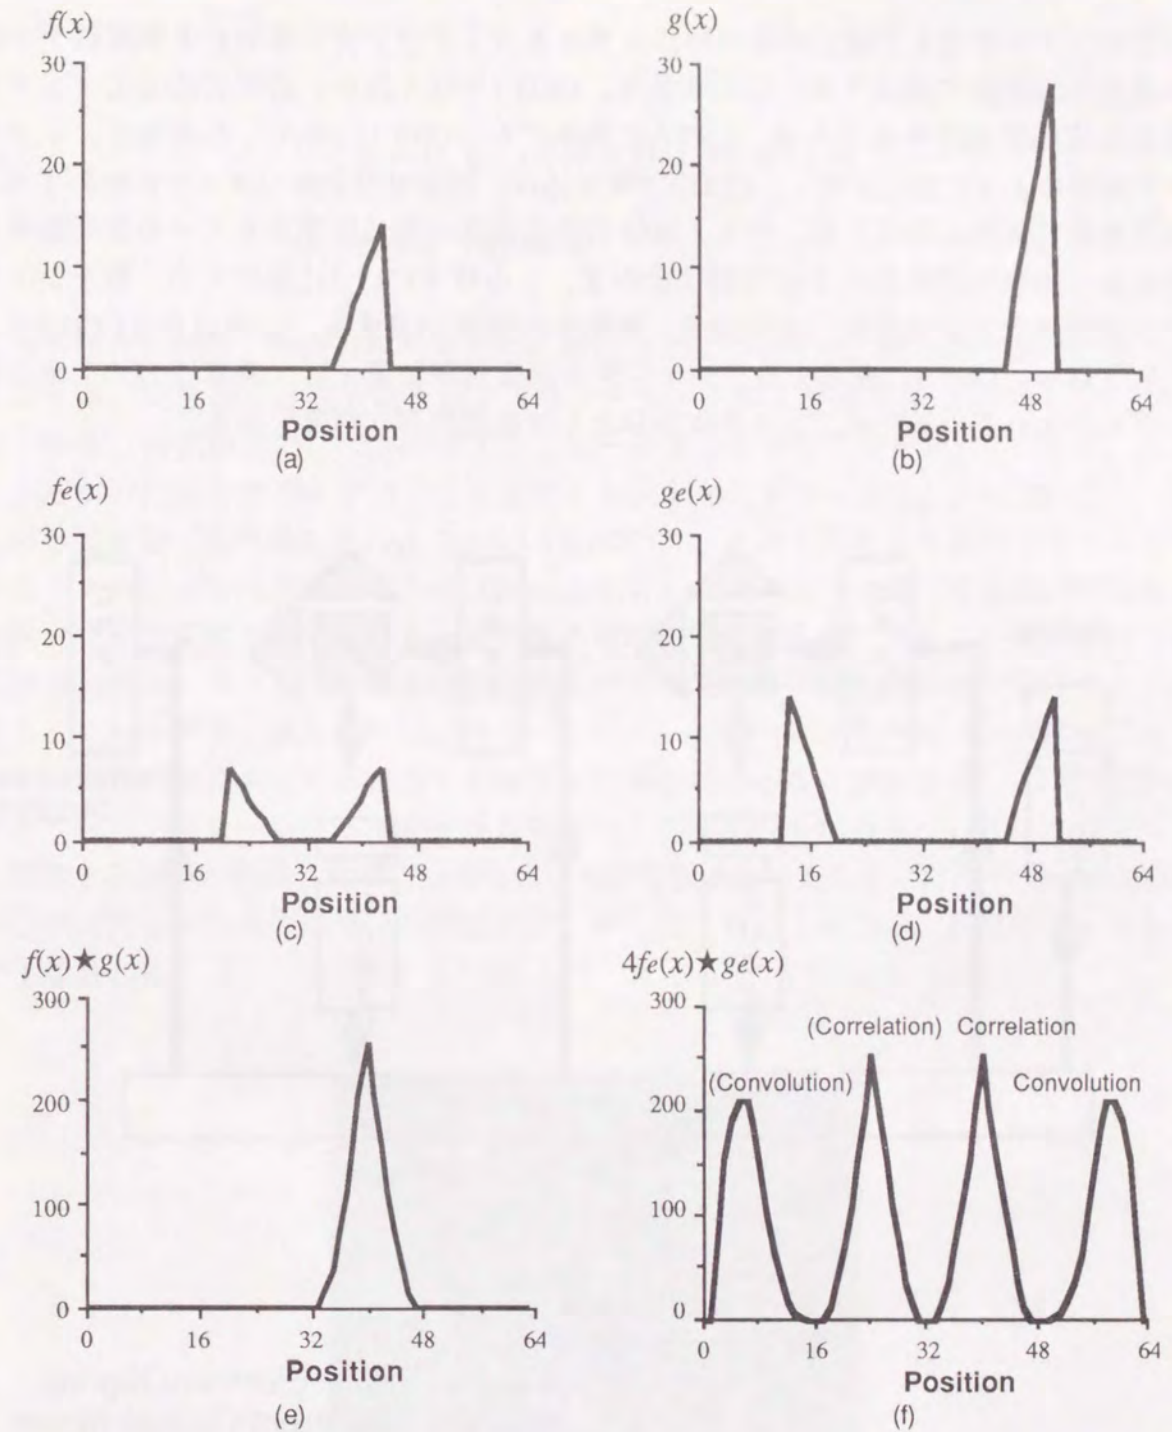 f(x)
30
20
10
0
0 16 32 48 64
Position
(a)
g(x)
30
20
10
0
0 16 32 48 64
Position
(b)
fe(x)
30
20
10
0
0 16 32 48 64
Position
(c)
ge(x)
30
20
10
0
0 16 32 48 64
Position
(d)
f(x)★g(x)
300
200
100
0
0 16 32 48 64
Position
(e)
4fe(x)★ge(x)
300
(Correlation) Correlation
(Convolution) Convolution
200
100
0
0 16 32 48 64
Position
(f)